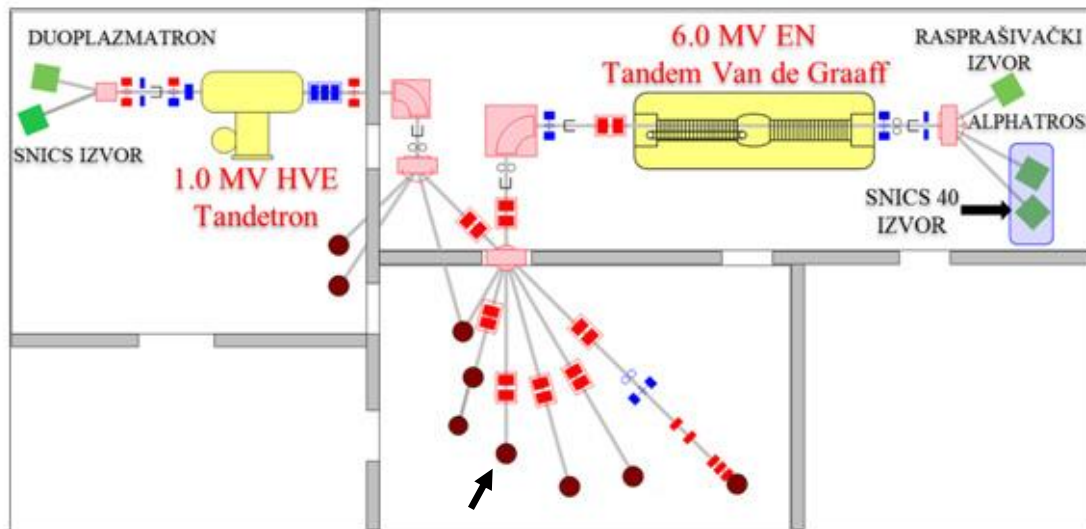 DUOPLAZMATRON
SNICS IZVOR
1.0 MV HVE
Tandetron
6.0 MV EN
Tandem Van de Graaff
RASPRAŠIVAČKI
IZVOR
ALPHATROS
SNICS 40
IZVOR